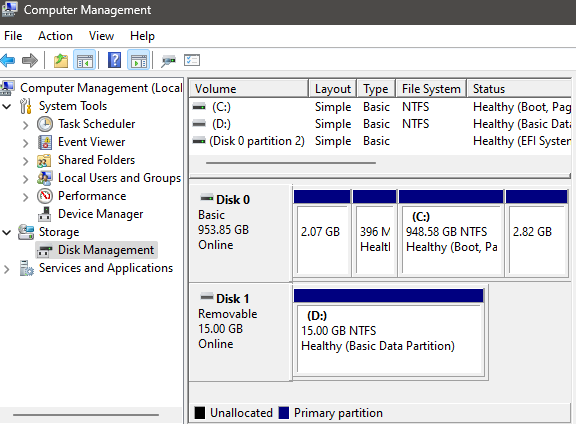 Computer Management
File Action View Help
Computer Management (Local
System Tools
Task Scheduler
Event Viewer
Shared Folders
Local Users and Groups
Performance
Device Manager
Storage
Disk Management
Services and Applications
Volume Layout Type File System Status
(C:) Simple Basic NTFS Healthy (Boot, Pag
(D:) Simple Basic NTFS Healthy (Basic Data
(Disk 0 partition 2) Simple Basic Healthy (EFI System
Disk 0
Basic
953.85 GB
Online
2.07 GB
396 M
Healtl
(C:)
948.58 GB NTFS
Healthy (Boot, Pa
2.82 GB
Disk 1
Removable
15.00 GB
Online
(D:)
15.00 GB NTFS
Healthy (Basic Data Partition)
Unallocated Primary partition